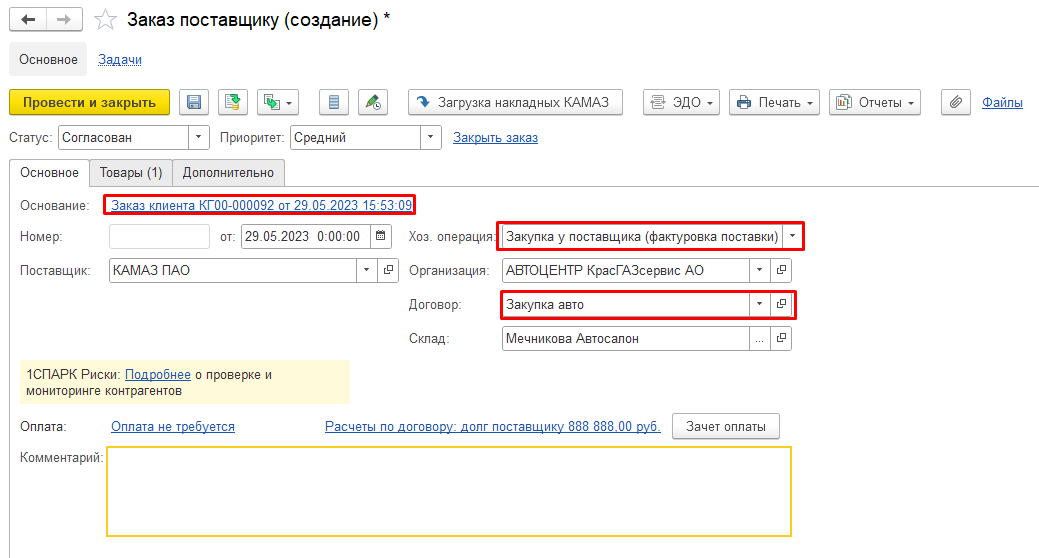 Заказ поставщику (создание) *
Основное Задачи
Провести и закрыть Загрузка накладных КАМАЗ ЭДО Печать Отчеты Файлы
Статус: Согласован Приоритет: Средний Закрыть заказ
Основное Товары (1) Дополнительно
Основание: Заказ клиента КГ00-000092 от 29.05.2023 15:53:09
Номер: от: 29.05.2023 0:00:00 Хоз. операция: Закупка у поставщика (фактуровка поставки)
Поставщик: КАМАЗ ПАО Организация: АВТОЦЕНТР КрасГАЗсервис АО
Договор: Закупка авто
Склад: Мечникова Автосалон ...
1СПАРК Риски: Подробнее о проверке и
мониторинге контрагентов
Оплата: Оплата не требуется Расчеты по договору: долг поставщику 888 888,00 руб. Зачет оплаты
Комментарий: